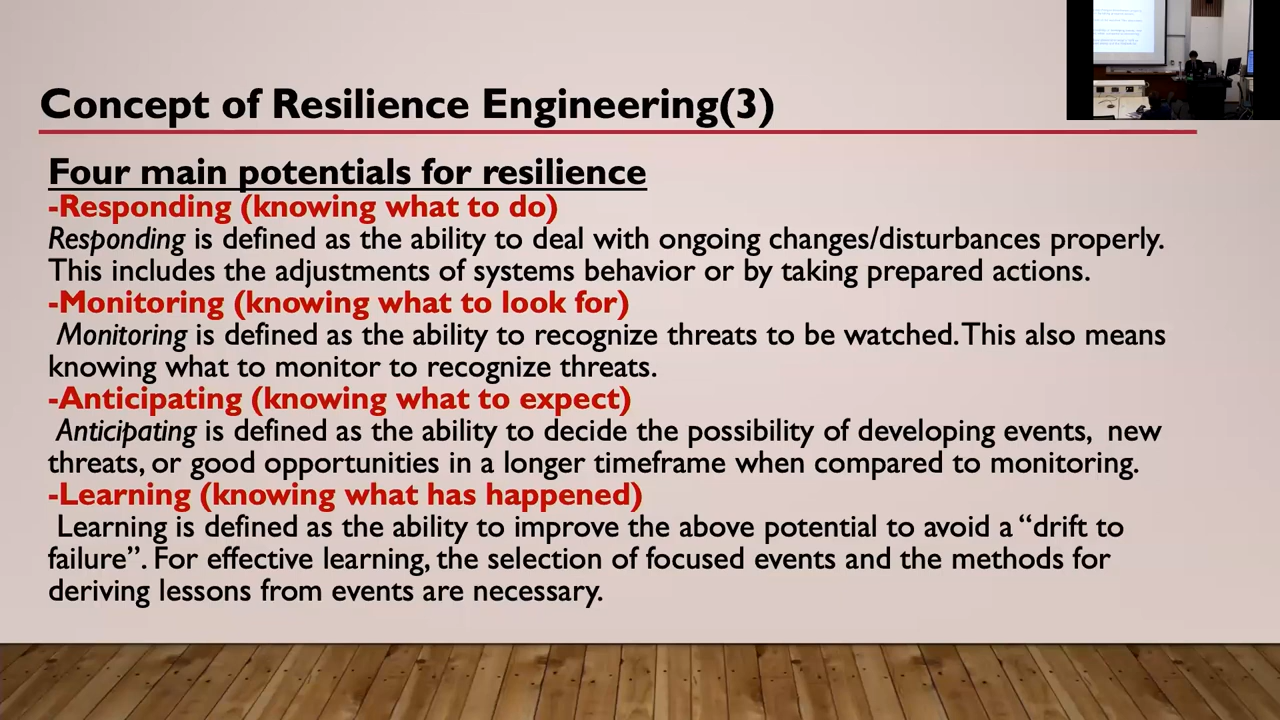 Concept of Resilience Engineering(3)
Four main potentials for resilience
-Responding (knowing what to do)
Responding is defined as the ability to deal with ongoing changes/disturbances properly.
This includes the adjustments of systems behavior or by taking prepared actions.
-Monitoring (knowing what to look for)
Monitoring is defined as the ability to recognize threats to be watched. This also means
knowing what to monitor to recognize threats.
-Anticipating (knowing what to expect)
Anticipating is defined as the ability to decide the possibility of developing events, new
threats, or good opportunities in a longer timeframe when compared to monitoring.
-Learning (knowing what has happened)
Learning is defined as the ability to improve the above potential to avoid a “drift to
failure”. For effective learning, the selection of focused events and the methods for
deriving lessons from events are necessary.